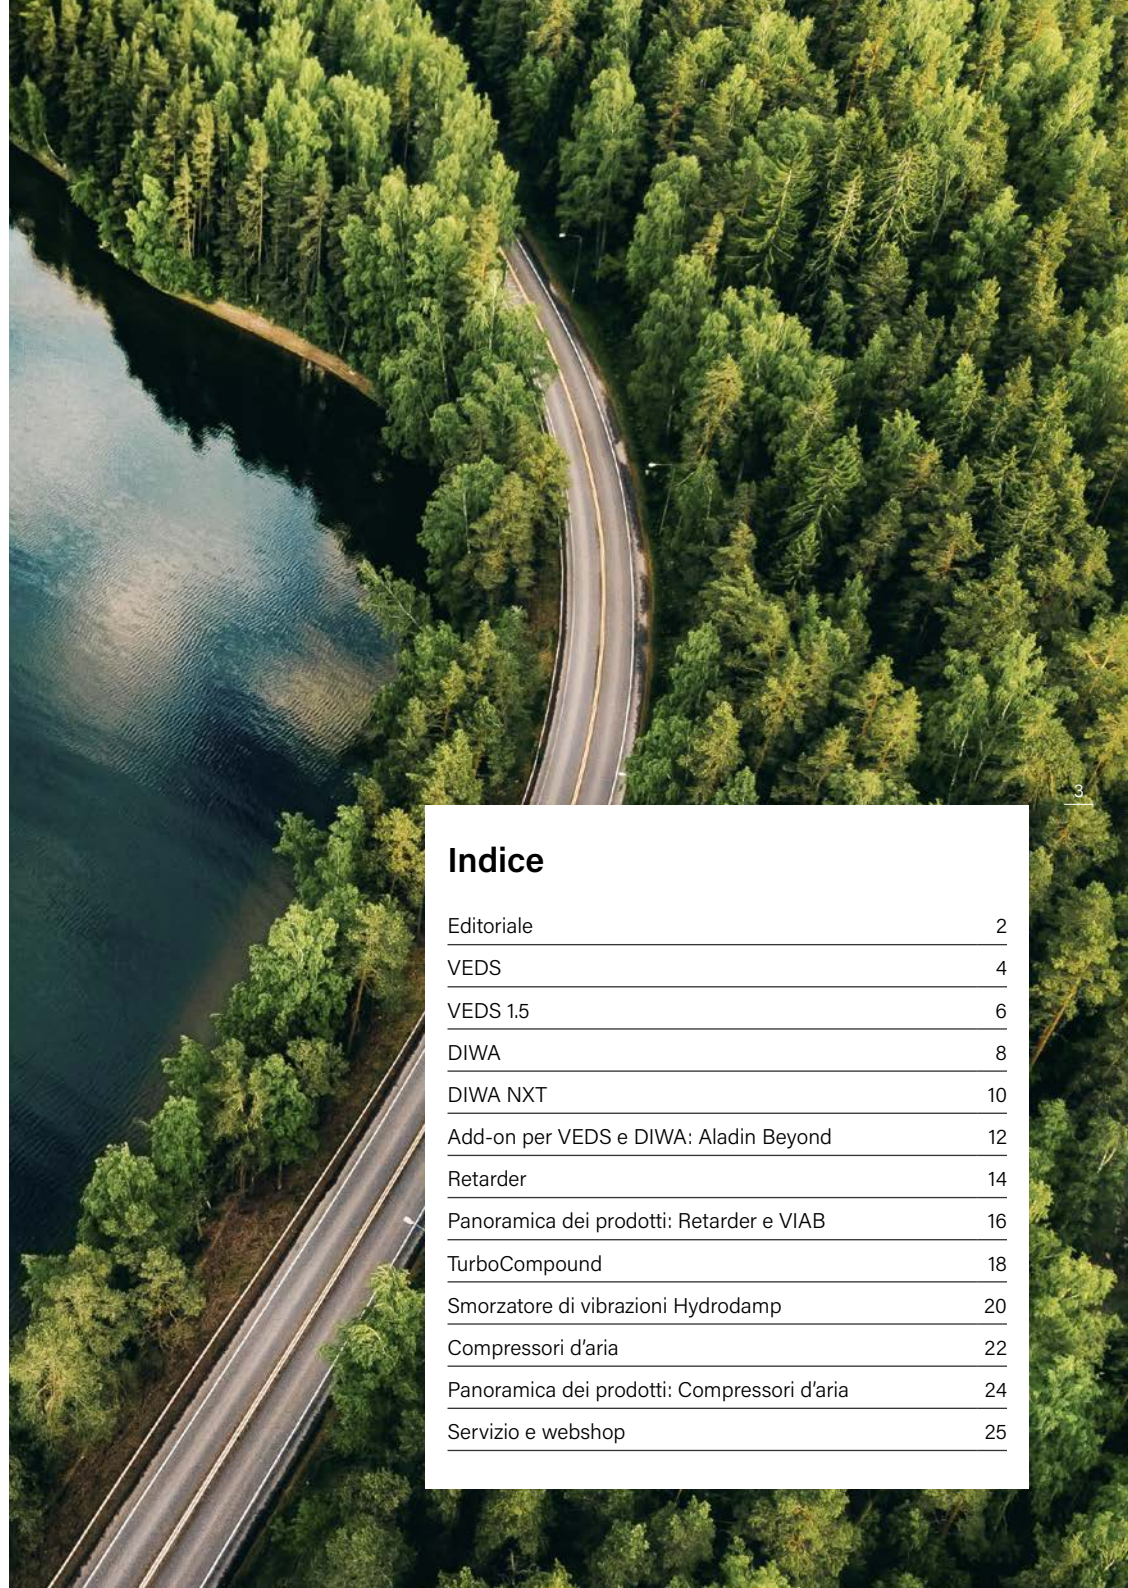 3
Indice
Editoriale 2
VEDS 4
VEDS 1.5 6
DIWA 8
DIWA NXT 10
Add-on per VEDS e DIWA: Aladin Beyond 12
Retarder 14
Panoramica dei prodotti: Retarder e VIAB 16
TurboCompound 18
Smorzatore di vibrazioni Hydrodamp 20
Compressori d’aria 22
Panoramica dei prodotti: Compressori d’aria 24
Servizio e webshop 25